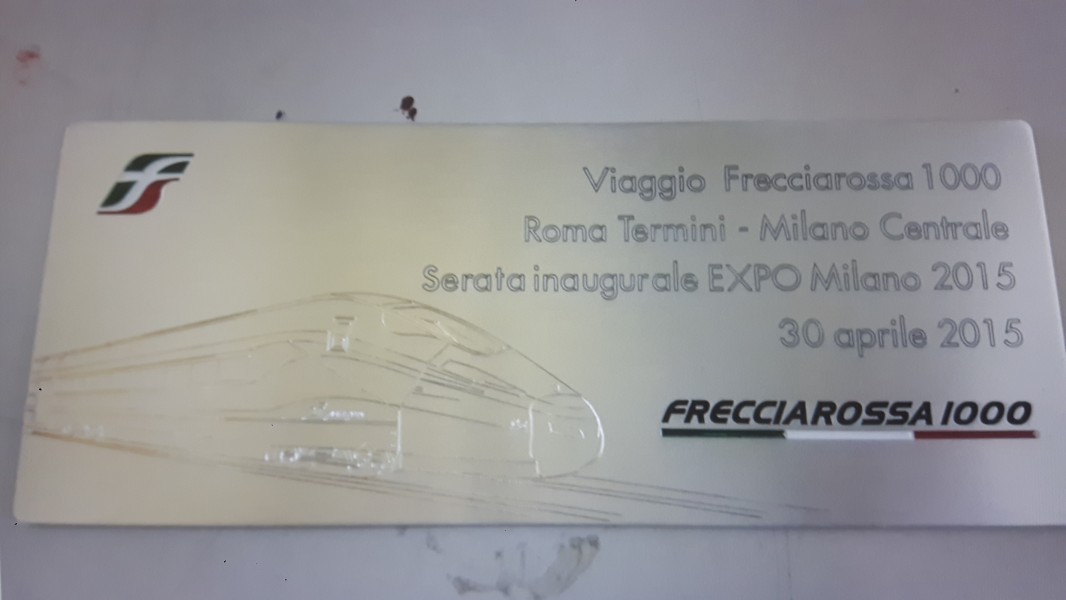 Viaggio Frecciarossa 1000
Roma Termini - Milano Centrale
Serata inaugurale EXPO Milano 2015
30 aprile 2015
FRECCIAROSSA 1000